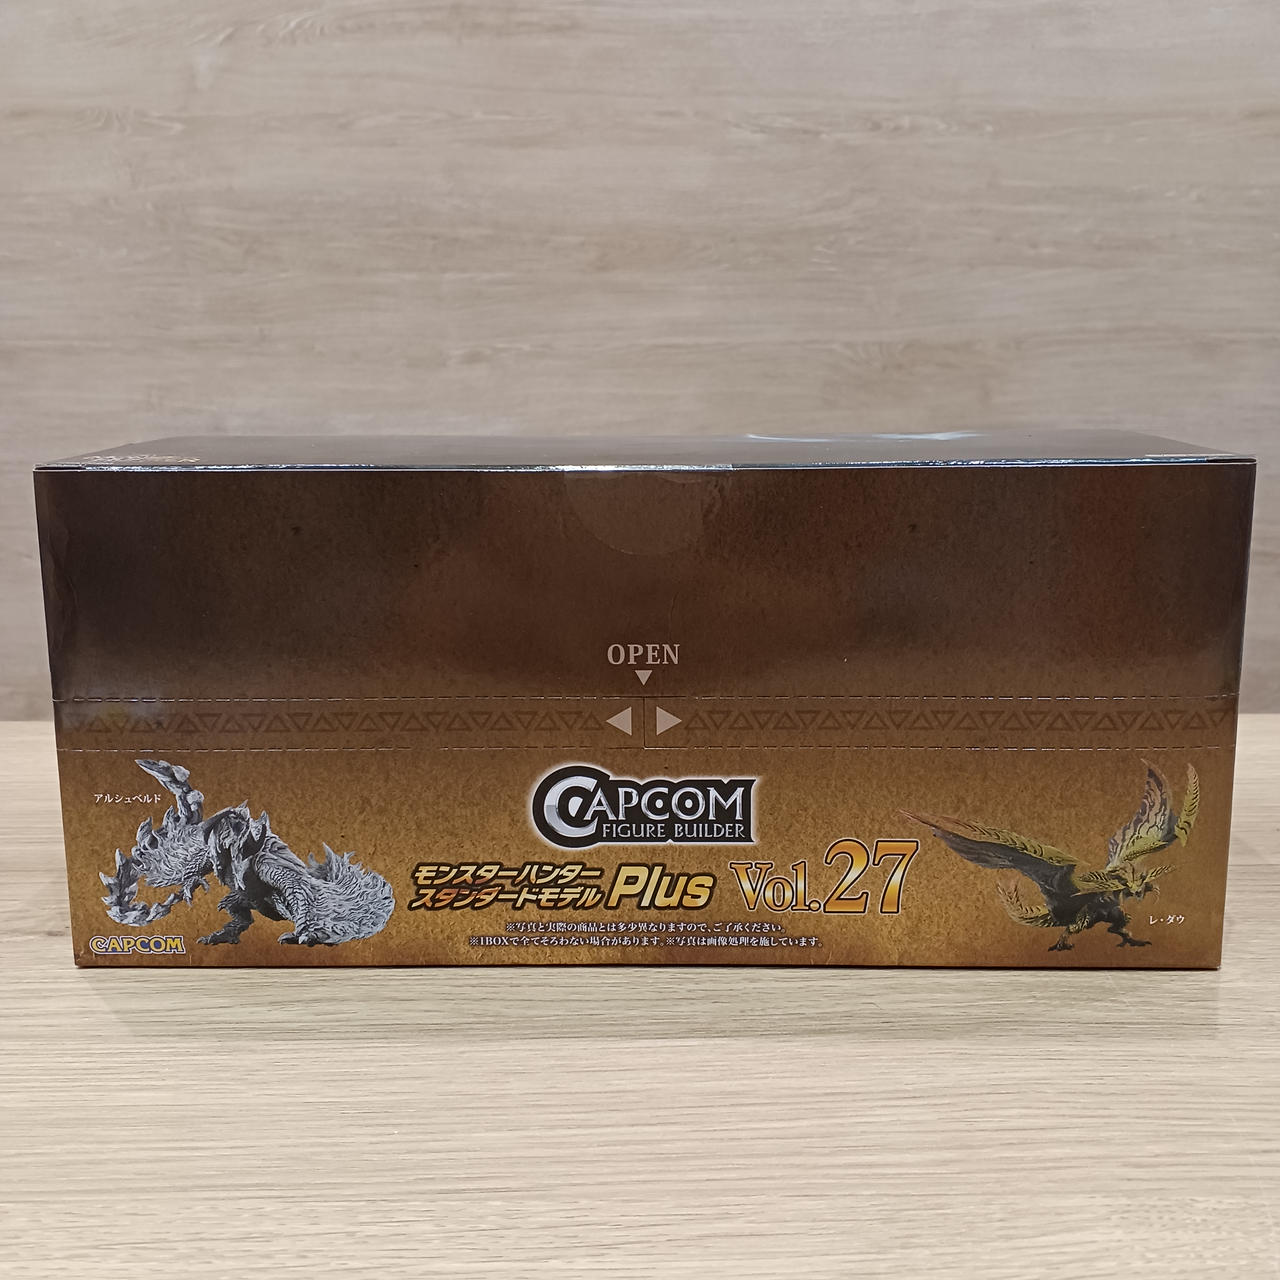 OPEN
アルシュベルド
CAPCOM
FIGURE BUILDER
モンスターハンター
スタンダードモデル Plus Vol.27
レ・ダウ
※写真と実際の商品とは多少異なりますので、ご了承ください。
※1BOXで全てそろわない場合があります。※写真は画像処理を施しています。
CAPCOM